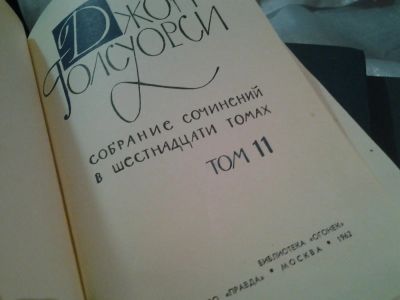 ДЖОН
ГОЛСУОРСИ
СОБРАНИЕ СОЧИНЕНИЙ
В ШЕСТНАДЦАТИ ТОМАХ
ТОМ 11
БИБЛИОТЕКА «ОГОНЕК»
«ПРАВДА» • МОСКВА • 1962